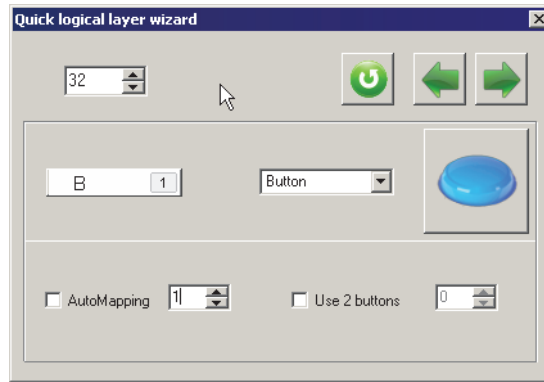 Quick logical layer wizard
32
B 1 Button
AutoMapping 1 Use 2 buttons 0